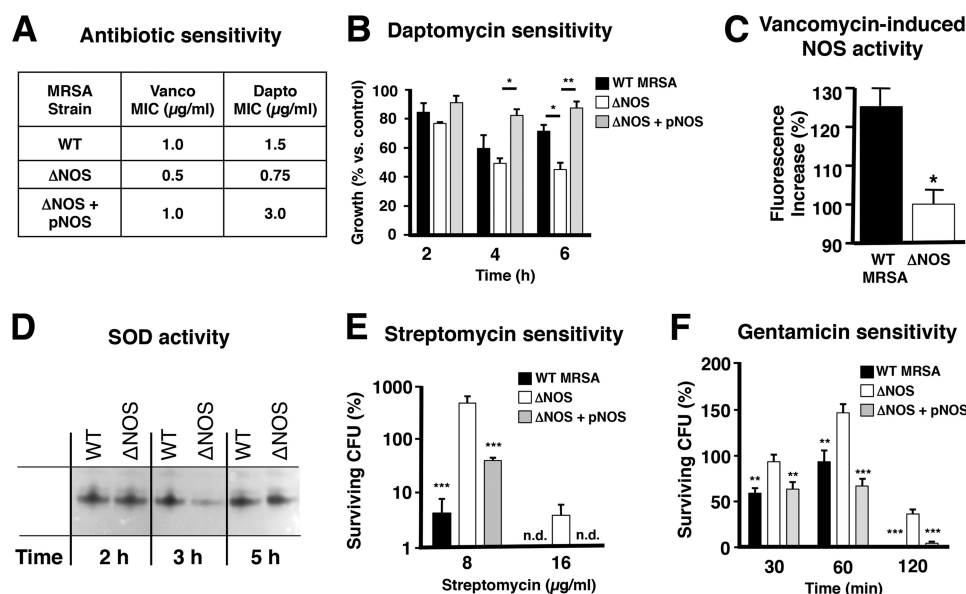 A Antibiotic sensitivity
MRSA Strain Vanco MIC (µg/ml) Dapto MIC (µg/ml)
WT 1.0 1.5
ΔNOS 0.5 0.75
ΔNOS + pNOS 1.0 3.0
B Daptomycin sensitivity
Growth (% vs. control)
100
80
60
40
20
0
* * **
WT MRSA
ΔNOS
ΔNOS + pNOS
2 4 6
Time (h)
C Vancomycin-induced
NOS activity
Fluorescence
Increase (%)
130
120
110
100
90
*
WT MRSA ΔNOS
D SOD activity
WT ΔNOS WT ΔNOS WT ΔNOS
Time 2 h 3 h 5 h
E Streptomycin sensitivity
Surviving CFU (%)
1000
100
10
1
WT MRSA
ΔNOS
ΔNOS + pNOS
*** ***
n.d. n.d.
8 16
Streptomycin (µg/ml)
F Gentamicin sensitivity
Surviving CFU (%)
200
150
100
50
0
WT MRSA
ΔNOS
ΔNOS + pNOS
** ** ** *** *** ***
30 60 120
Time (min)